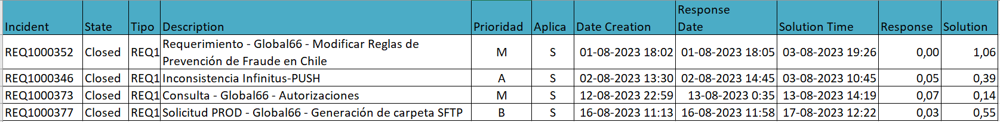 Incident State Tipo Description Prioridad Aplica Date Creation Response Date Solution Time Response Solution
REQ1000352 Closed REQ1 Requerimiento - Global66 - Modificar Reglas de Prevención de Fraude en Chile M S 01-08-2023 18:02 01-08-2023 18:05 03-08-2023 19:26 0,00 1,06
REQ1000346 Closed REQ1 Inconsistencia Infinitus-PUSH A S 02-08-2023 13:30 02-08-2023 14:45 03-08-2023 10:45 0,05 0,39
REQ1000373 Closed REQ1 Consulta - Global66 - Autorizaciones M S 12-08-2023 22:59 13-08-2023 0:35 13-08-2023 14:19 0,07 0,14
REQ1000377 Closed REQ1 Solicitud PROD - Global66 - Generación de carpeta SFTP B S 16-08-2023 11:13 16-08-2023 11:58 17-08-2023 12:22 0,03 0,55